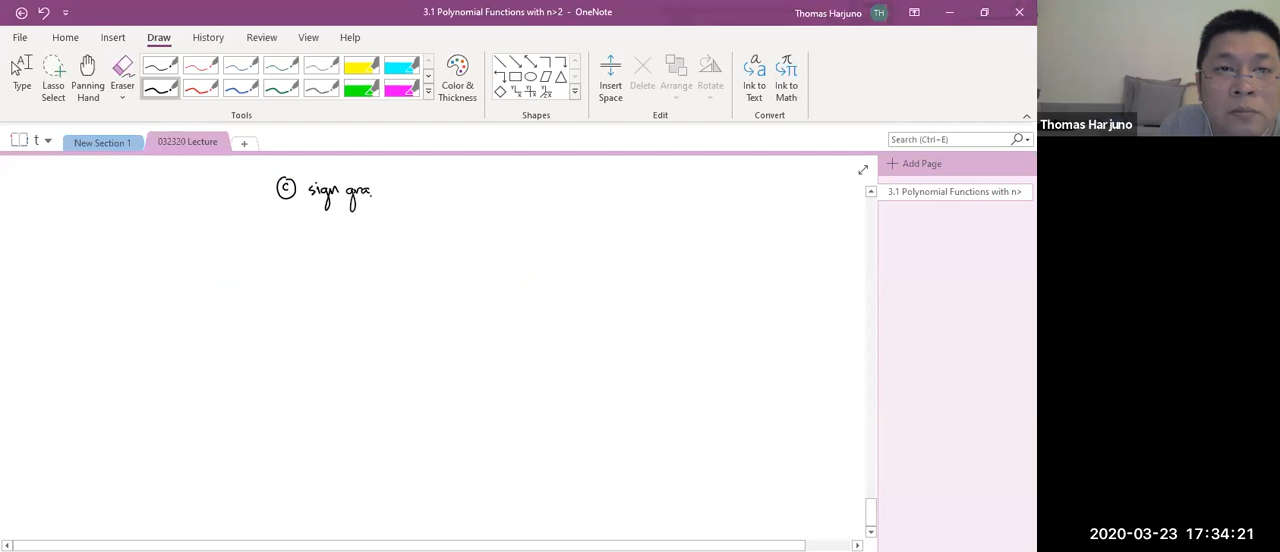 3.1 Polynomial Functions with n>2 - OneNote
Thomas Harjuno TH
File Home Insert Draw History Review View Help
Type Lasso Select Panning Hand Eraser Color & Thickness Insert Space Delete Arrange Rotate Ink to Text Ink to Math
Tools Shapes Edit Convert
Thomas Harjuno
t New Section 1 032320 Lecture Search (Ctrl+E)
Add Page
© sign gra
3.1 Polynomial Functions with n>
2020-03-23 17:34:21